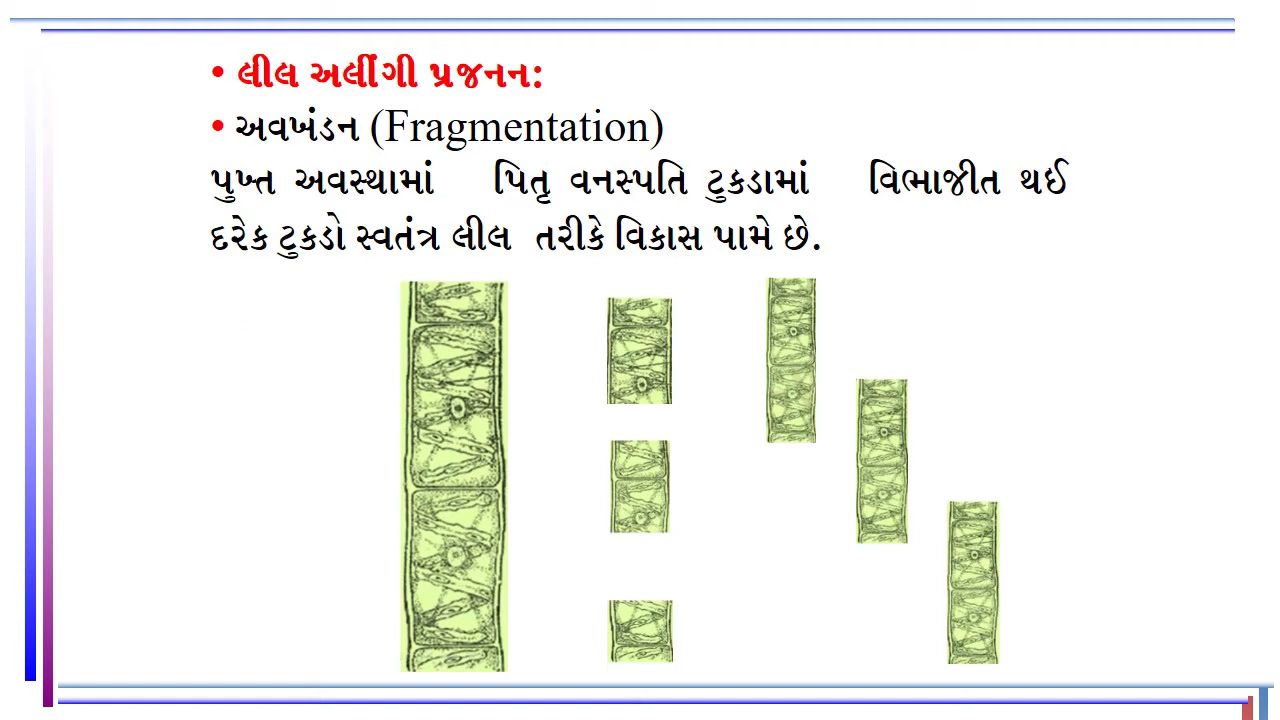 • લીલ અલીંગી પ્રજનન:
• અવખંડન (Fragmentation)
પુખ્ત અવસ્થામાં પિતૃ વનસ્પતિ ટુકડામાં વિભાજીત થઈ
દરેક ટુકડો સ્વતંત્ર લીલ તરીકે વિકાસ પામે છે.